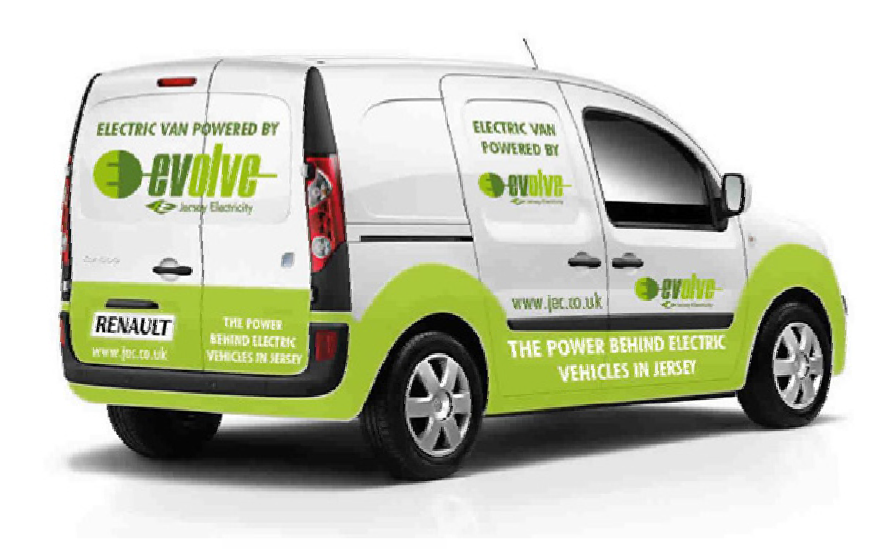 ELECTRIC VAN POWERED BY
evolve
Jersey Electricity
RENAULT
www.jec.co.uk
THE POWER
BEHIND ELECTRIC
VEHICLES IN JERSEY
ELECTRIC VAN
POWERED BY
evolve
Jersey Electricity
www.jec.co.uk
evolve
Jersey Electricity
THE POWER BEHIND ELECTRIC
VEHICLES IN JERSEY